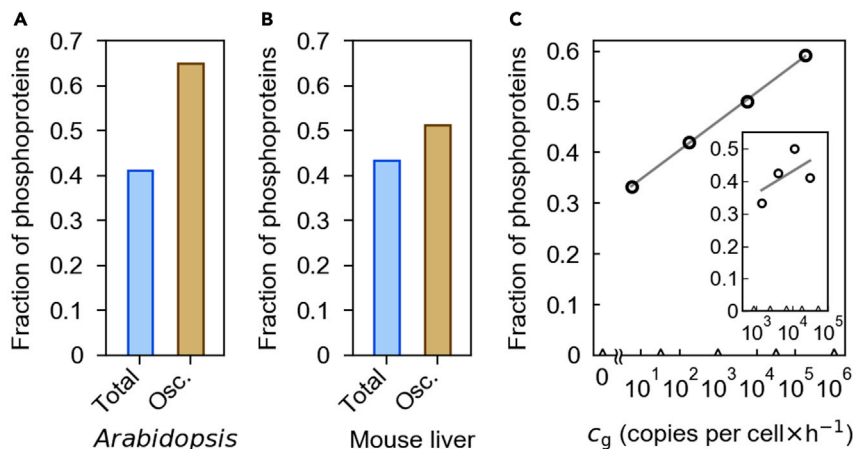 A
Fraction of phosphoproteins
0.7
0.6
0.5
0.4
0.3
0.2
0.1
0
Total
Osc.
Arabidopsis
B
Fraction of phosphoproteins
0.7
0.6
0.5
0.4
0.3
0.2
0.1
0
Total
Osc.
Mouse liver
C
Fraction of phosphoproteins
0.6
0.5
0.4
0.3
0.2
0.1
0
0 10¹ 10² 10³ 10⁴ 10⁵ 10⁶
c_g (copies per cell×h⁻¹)
0.5
0.4
0.3
0.2
0.1
0
10³ 10⁴ 10⁵